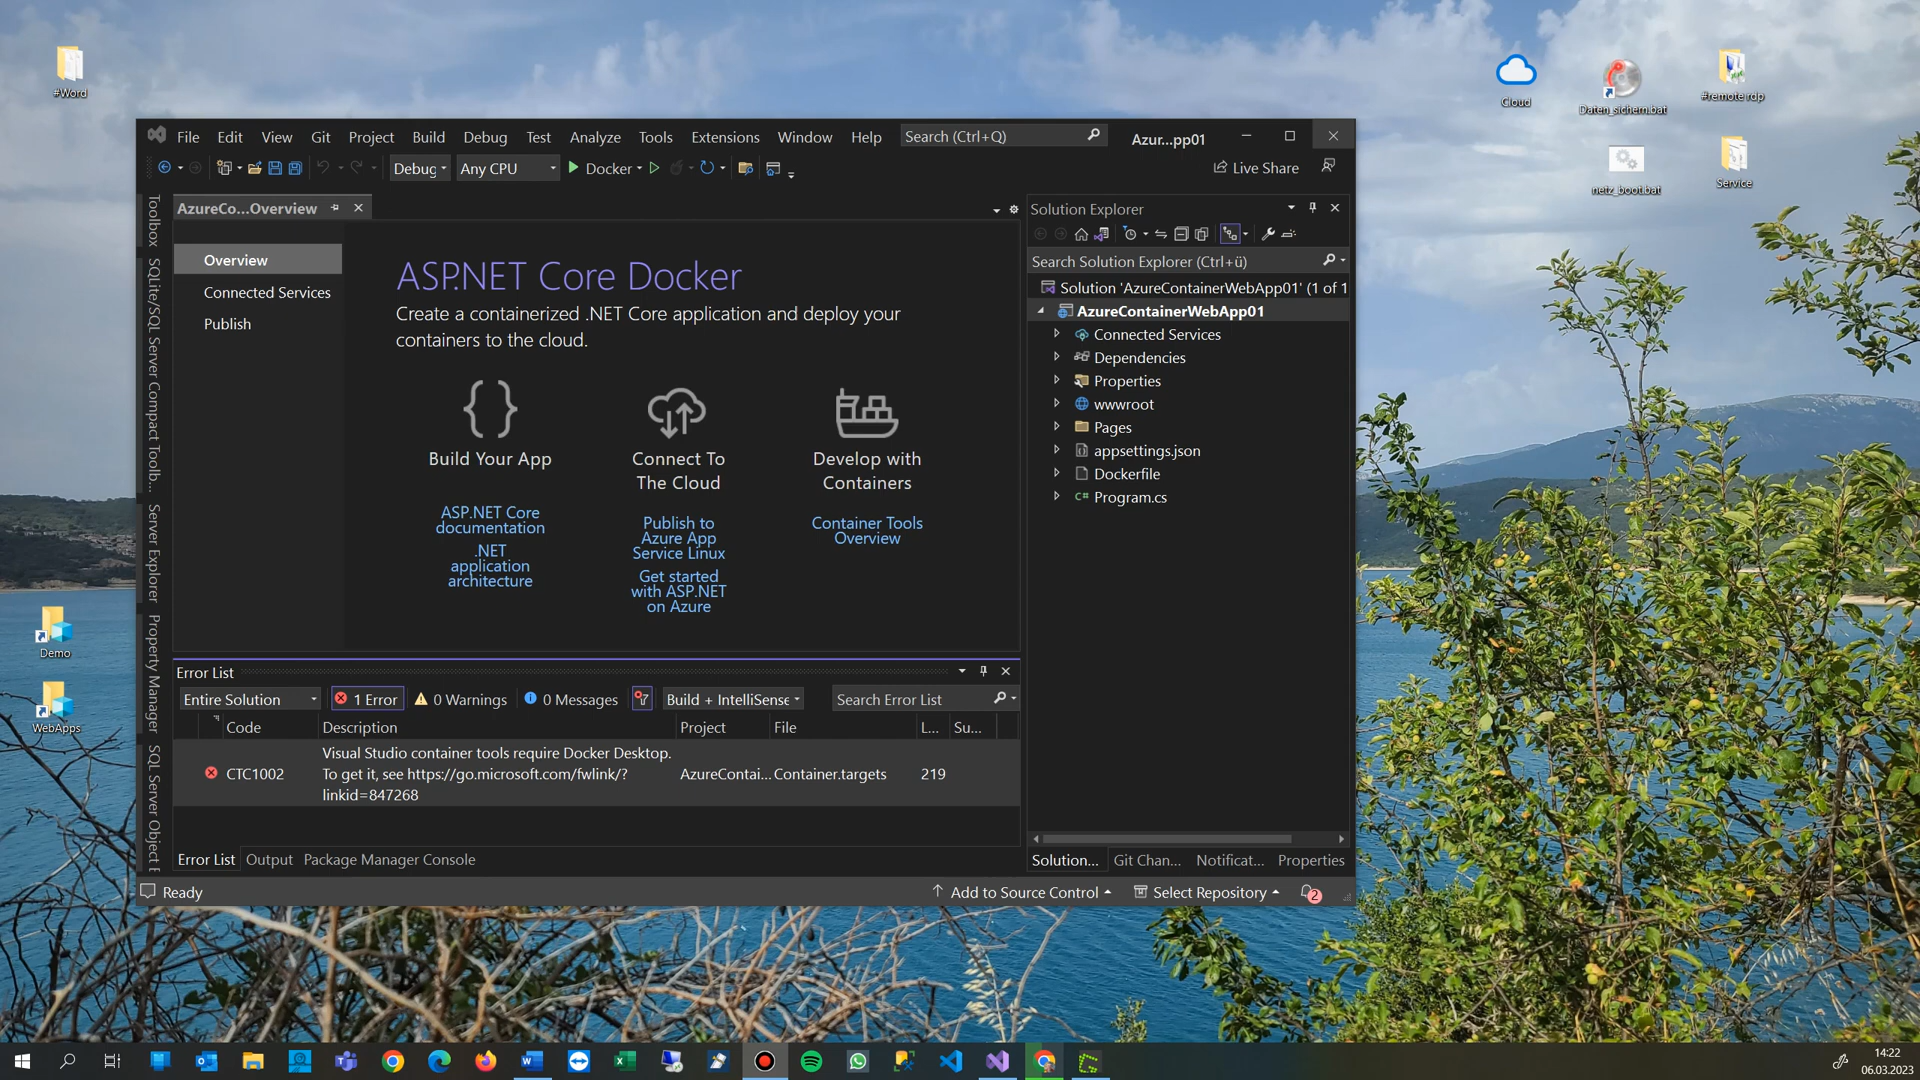 #Word
Cloud
Daten_sichern.bat
#remote rdp
netz_boot.bat
Service
Demo
WebApps
File Edit View Git Project Build Debug Test Analyze Tools Extensions Window Help Search (Ctrl+Q) Azur...pp01
Debug Any CPU Docker Live Share
Toolbox
SQLite/SQL Server Compact Toolb...
Server Explorer
Property Manager
SQL Server Object E
AzureCo...Overview
Overview
Connected Services
Publish
ASP.NET Core Docker
Create a containerized .NET Core application and deploy your
containers to the cloud.
Build Your App
ASP.NET Core
documentation
.NET
application
architecture
Connect To
The Cloud
Publish to
Azure App
Service Linux
Get started
with ASP.NET
on Azure
Develop with
Containers
Container Tools
Overview
Solution Explorer
Search Solution Explorer (Ctrl+ü)
Solution 'AzureContainerWebApp01' (1 of 1
AzureContainerWebApp01
Connected Services
Dependencies
Properties
wwwroot
Pages
appsettings.json
Dockerfile
C# Program.cs
Error List
Entire Solution 1 Error 0 Warnings 0 Messages Build + IntelliSense Search Error List
Code Description Project File L... Su...
CTC1002 Visual Studio container tools require Docker Desktop.
To get it, see https://go.microsoft.com/fwlink/?
linkid=847268 AzureContai... Container.targets 219
Error List Output Package Manager Console
Solution... Git Chan... Notificat... Properties
Ready Add to Source Control Select Repository 2
14:22
06.03.2023